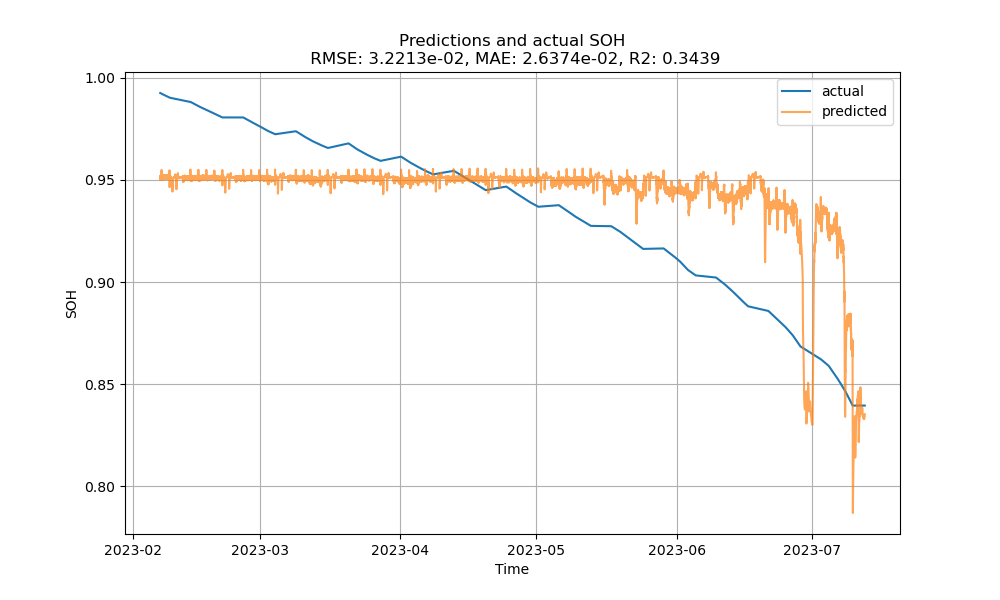 Predictions and actual SOH
RMSE: 3.2213e-02, MAE: 2.6374e-02, R2: 0.3439
actual
predicted
1.00
0.95
0.90
0.85
0.80
SOH
2023-02 2023-03 2023-04 2023-05 2023-06 2023-07
Time